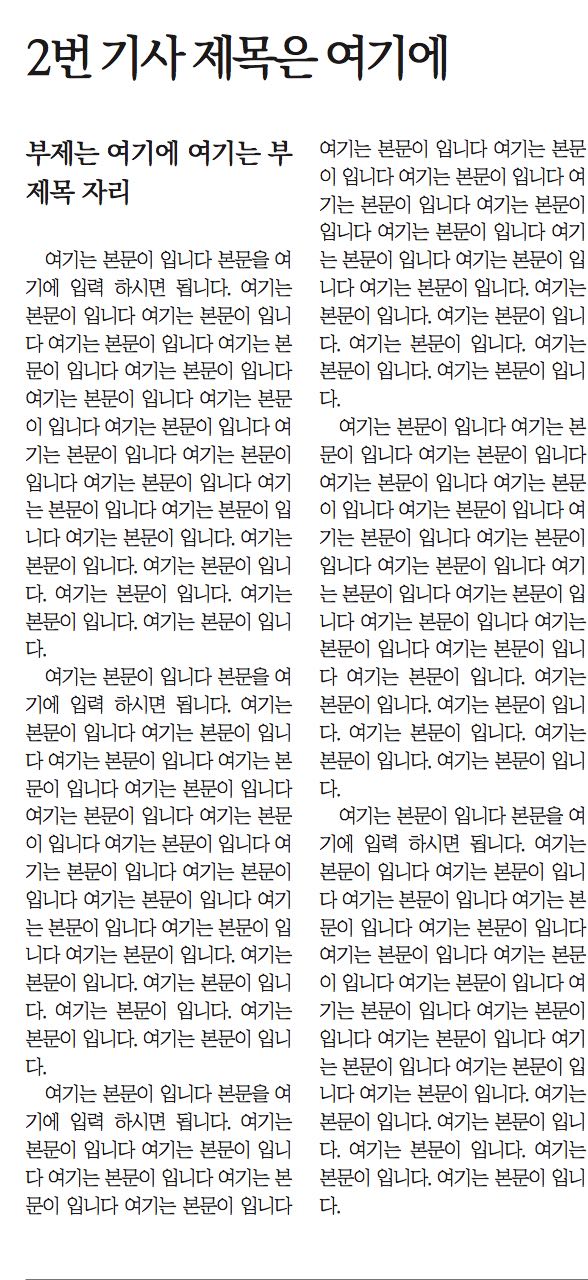 2번 기사 제목은 여기에
부제는 여기에 여기는 부
제목 자리
여기는 본문이 입니다 본문을 여
기에 입력 하시면 됩니다. 여기는
본문이 입니다 여기는 본문이 입니
다 여기는 본문이 입니다 여기는 본
문이 입니다 여기는 본문이 입니다
여기는 본문이 입니다 여기는 본문
이 입니다 여기는 본문이 입니다 여
기는 본문이 입니다 여기는 본문이
입니다 여기는 본문이 입니다 여기
는 본문이 입니다 여기는 본문이 입
니다 여기는 본문이 입니다. 여기는
본문이 입니다. 여기는 본문이 입니
다. 여기는 본문이 입니다. 여기는
본문이 입니다. 여기는 본문이 입니
다.
여기는 본문이 입니다 본문을 여
기에 입력 하시면 됩니다. 여기는
본문이 입니다 여기는 본문이 입니
다 여기는 본문이 입니다 여기는 본
문이 입니다 여기는 본문이 입니다
여기는 본문이 입니다 여기는 본문
이 입니다 여기는 본문이 입니다 여
기는 본문이 입니다 여기는 본문이
입니다 여기는 본문이 입니다 여기
는 본문이 입니다 여기는 본문이 입
니다 여기는 본문이 입니다. 여기는
본문이 입니다. 여기는 본문이 입니
다. 여기는 본문이 입니다. 여기는
본문이 입니다. 여기는 본문이 입니
다.
여기는 본문이 입니다 본문을 여
기에 입력 하시면 됩니다. 여기는
본문이 입니다 여기는 본문이 입니
다 여기는 본문이 입니다 여기는 본
문이 입니다 여기는 본문이 입니다
여기는 본문이 입니다 여기는 본문
이 입니다 여기는 본문이 입니다 여
기는 본문이 입니다 여기는 본문이
입니다 여기는 본문이 입니다 여기
는 본문이 입니다 여기는 본문이 입
니다 여기는 본문이 입니다. 여기는
본문이 입니다. 여기는 본문이 입니
다. 여기는 본문이 입니다. 여기는
본문이 입니다. 여기는 본문이 입니
다.
여기는 본문이 입니다 여기는 본
문이 입니다 여기는 본문이 입니다
여기는 본문이 입니다 여기는 본문
이 입니다 여기는 본문이 입니다 여
기는 본문이 입니다 여기는 본문이
입니다 여기는 본문이 입니다 여기
는 본문이 입니다 여기는 본문이 입
니다 여기는 본문이 입니다 여기는
본문이 입니다 여기는 본문이 입니
다 여기는 본문이 입니다. 여기는
본문이 입니다. 여기는 본문이 입니
다. 여기는 본문이 입니다. 여기는
본문이 입니다. 여기는 본문이 입니
다.
여기는 본문이 입니다 본문을 여
기에 입력 하시면 됩니다. 여기는
본문이 입니다 여기는 본문이 입니
다 여기는 본문이 입니다 여기는 본
문이 입니다 여기는 본문이 입니다
여기는 본문이 입니다 여기는 본문
이 입니다 여기는 본문이 입니다 여
기는 본문이 입니다 여기는 본문이
입니다 여기는 본문이 입니다 여기
는 본문이 입니다 여기는 본문이 입
니다 여기는 본문이 입니다. 여기는
본문이 입니다. 여기는 본문이 입니
다. 여기는 본문이 입니다. 여기는
본문이 입니다. 여기는 본문이 입니
다.